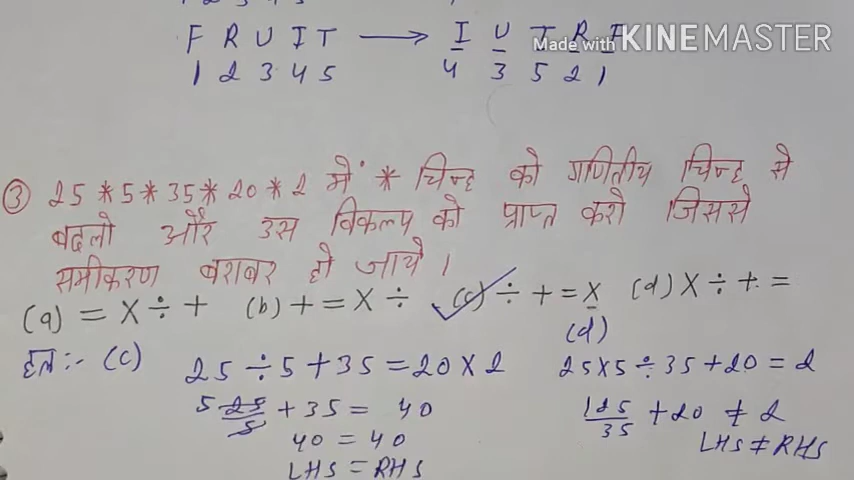 F R U I T → I U T R F
1 2 3 4 5 4 3 5 2 1
Made with KINEMASTER
③ 25 * 5 * 35 * 20 * 2 में * चिन्ह को गणितीय चिन्ह से
बदलो और उस विकल्प को प्राप्त करो जिससे
समीकरण बराबर हो जाये ।
(a) = × ÷ + (b) + = × ÷ (c) ÷ + = × (d) × ÷ + =
हल :- (c) 25 ÷ 5 + 35 = 20 × 2
5 25/5 + 35 = 40
40 = 40
LHS = RHS
(d)
25 × 5 ÷ 35 + 20 = 2
125/35 + 20 ≠ 2
LHS ≠ RHS